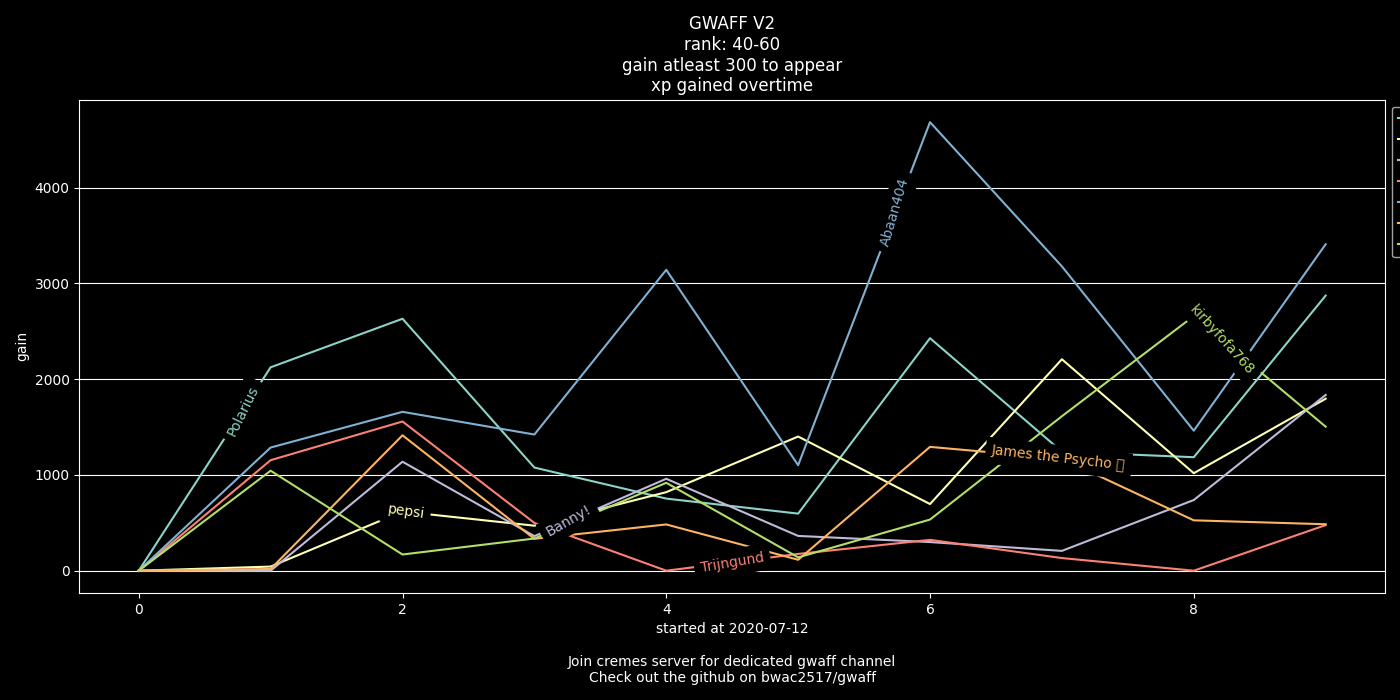 GWAFF V2
rank: 40-60
gain atleast 300 to appear
xp gained overtime
gain
4000
3000
2000
1000
0
Polarius
pepsi
Banny!
Trijngund
Abaan404
James the Psycho
kirbyfofa768
0 2 4 6 8
started at 2020-07-12
Join cremes server for dedicated gwaff channel
Check out the github on bwac2517/gwaff